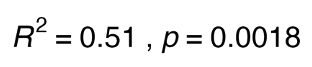 R² = 0.51 , p = 0.0018